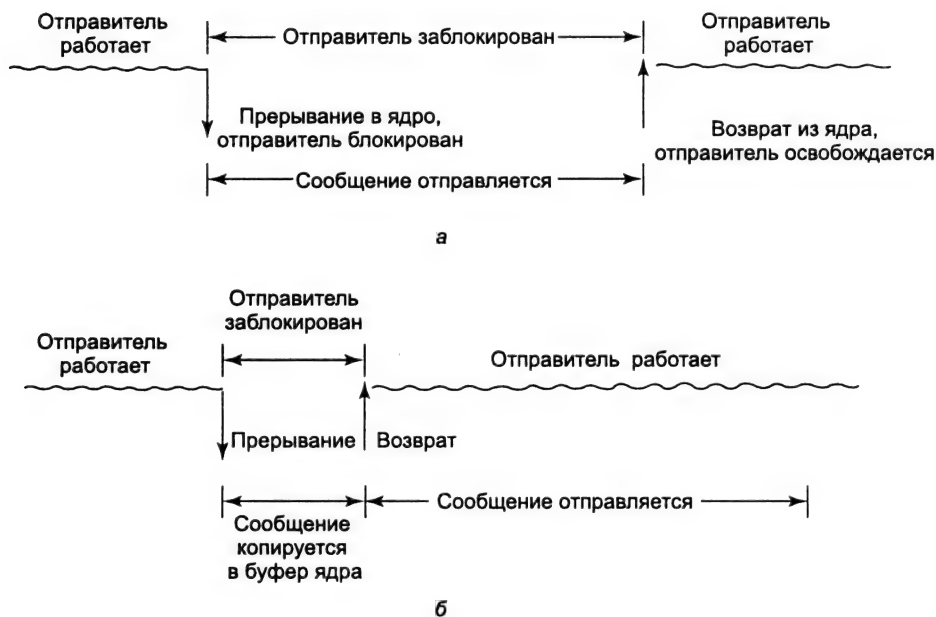 Отправитель
работает
Отправитель заблокирован
Отправитель
работает
Прерывание в ядро,
отправитель блокирован
Возврат из ядра,
отправитель освобождается
Сообщение отправляется
а
Отправитель
заблокирован
Отправитель
работает
Отправитель работает
Прерывание
Возврат
Сообщение отправляется
Сообщение
копируется
в буфер ядра
б